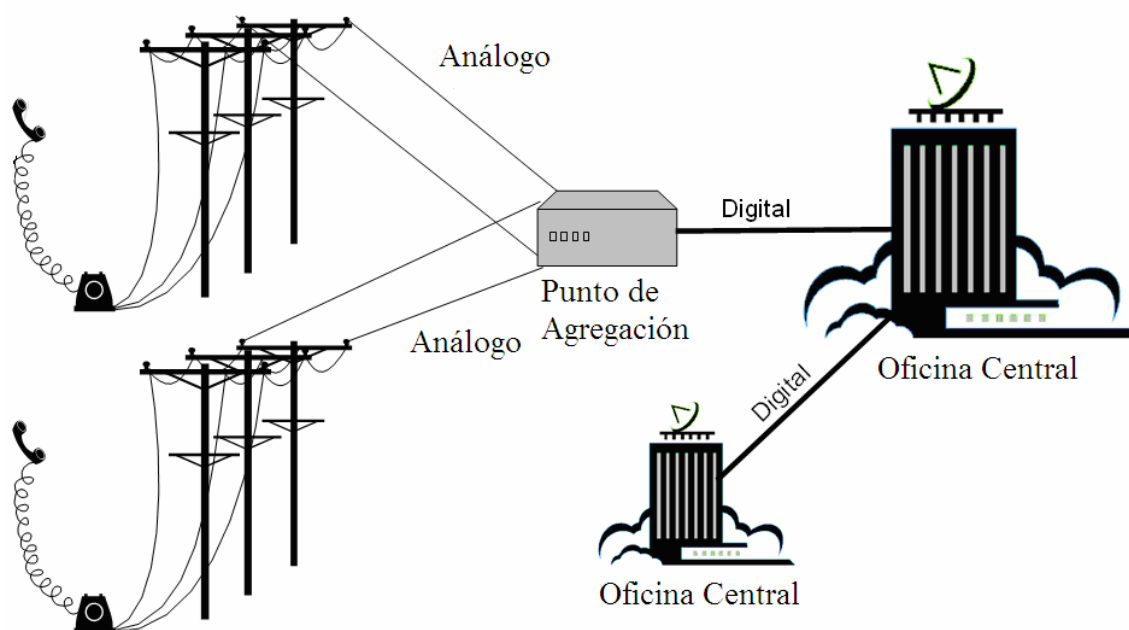 Análogo
Digital
Punto de
Agregación
Análogo
Oficina Central
Digital
Oficina Central